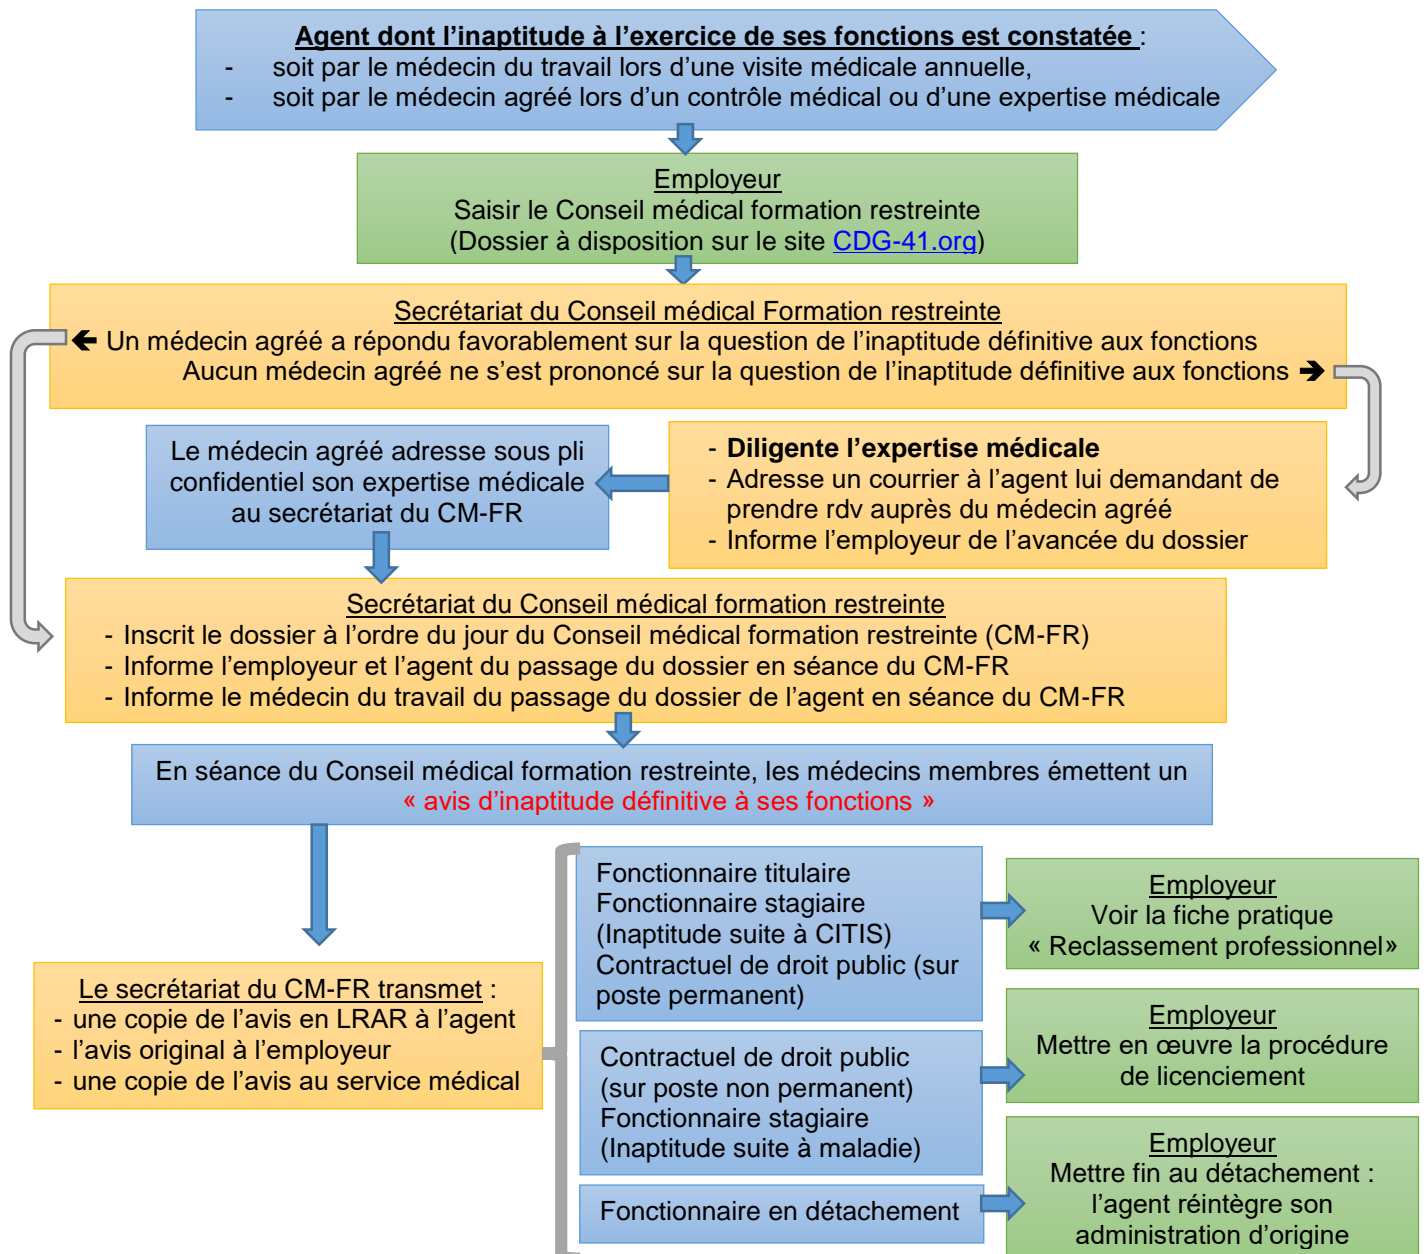 Agent dont l’inaptitude à l’exercice de ses fonctions est constatée :
- soit par le médecin du travail lors d’une visite médicale annuelle,
- soit par le médecin agréé lors d’un contrôle médical ou d’une expertise médicale
Employeur
Saisir le Conseil médical formation restreinte
(Dossier à disposition sur le site CDG-41.org)
Secrétariat du Conseil médical Formation restreinte
🡸 Un médecin agréé a répondu favorablement sur la question de l’inaptitude définitive aux fonctions
Aucun médecin agréé ne s’est prononcé sur la question de l’inaptitude définitive aux fonctions 🡺
- Diligente l’expertise médicale
- Adresse un courrier à l’agent lui demandant de
prendre rdv auprès du médecin agréé
- Informe l’employeur de l’avancée du dossier
Le médecin agréé adresse sous pli
confidentiel son expertise médicale
au secrétariat du CM-FR
Secrétariat du Conseil médical formation restreinte
- Inscrit le dossier à l’ordre du jour du Conseil médical formation restreinte (CM-FR)
- Informe l’employeur et l’agent du passage du dossier en séance du CM-FR
- Informe le médecin du travail du passage du dossier de l’agent en séance du CM-FR
En séance du Conseil médical formation restreinte, les médecins membres émettent un
« avis d’inaptitude définitive à ses fonctions »
Le secrétariat du CM-FR transmet :
- une copie de l’avis en LRAR à l’agent
- l’avis original à l’employeur
- une copie de l’avis au service médical
Fonctionnaire titulaire
Fonctionnaire stagiaire
(Inaptitude suite à CITIS)
Contractuel de droit public (sur
poste permanent)
Employeur
Voir la fiche pratique
« Reclassement professionnel»
Contractuel de droit public
(sur poste non permanent)
Fonctionnaire stagiaire
(Inaptitude suite à maladie)
Employeur
Mettre en œuvre la procédure
de licenciement
Fonctionnaire en détachement
Employeur
Mettre fin au détachement :
l’agent réintègre son
administration d’origine